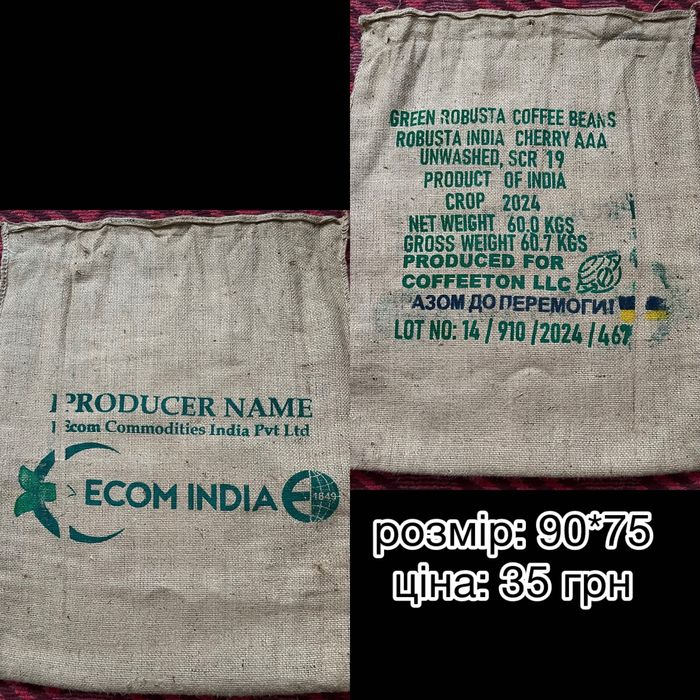 GREEN ROBUSTA COFFEE BEANS
ROBUSTA INDIA CHERRY AAA
UNWASHED, SCR 19
PRODUCT OF INDIA
CROP 2024
NET WEIGHT 60.0 KGS
GROSS WEIGHT 60.7 KGS
PRODUCED FOR
COFFEETON LLC
АЗОМ ДО ПЕРЕМОГИ!
LOT NO: 14 / 910 /2024 /467
PRODUCER NAME
Ecom Commodities India Pvt Ltd
ECOM INDIA
1849
розмір: 90*75
ціна: 35 грн